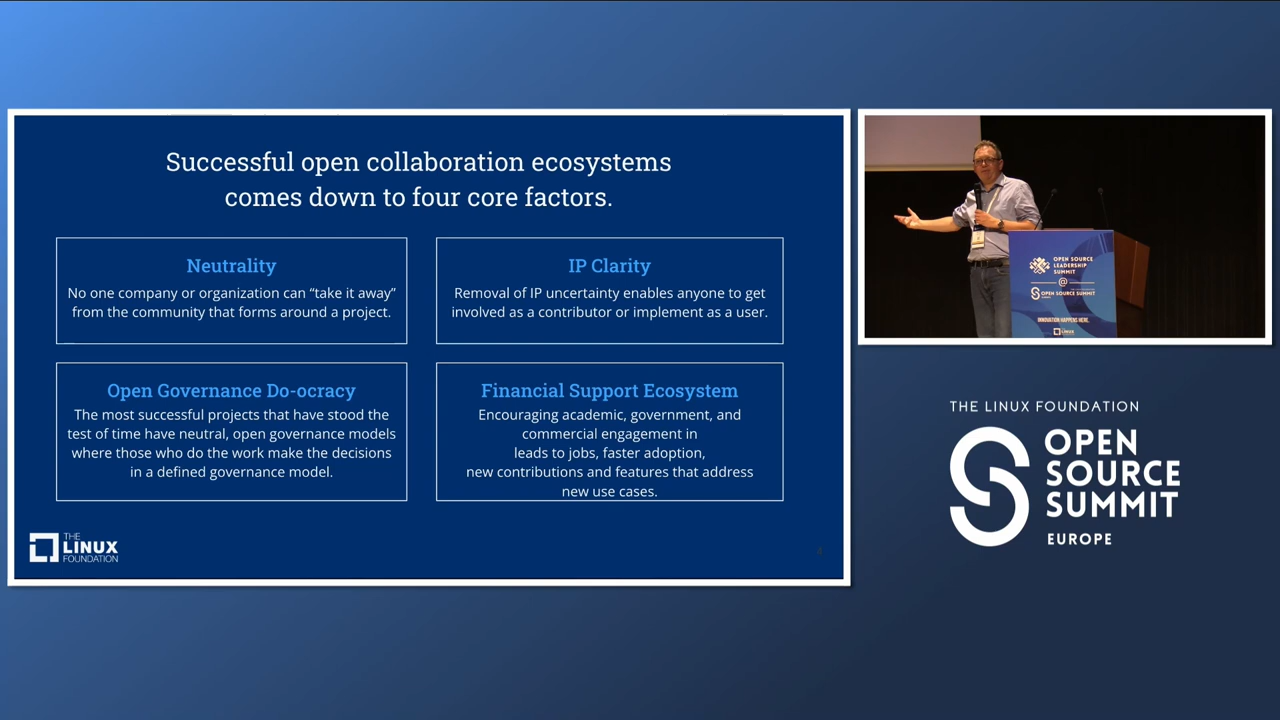 Successful open collaboration ecosystems
comes down to four core factors.
Neutrality
No one company or organization can “take it away”
from the community that forms around a project.
IP Clarity
Removal of IP uncertainty enables anyone to get
involved as a contributor or implement as a user.
Open Governance Do-ocracy
The most successful projects that have stood the
test of time have neutral, open governance models
where those who do the work make the decisions
in a defined governance model.
Financial Support Ecosystem
Encouraging academic, government, and
commercial engagement in
leads to jobs, faster adoption,
new contributions and features that address
new use cases.
THE
LINUX
FOUNDATION
OPEN SOURCE
LEADERSHIP
SUMMIT
@
OPEN SOURCE SUMMIT
INNOVATION HAPPENS HERE.
LINUX
THE LINUX FOUNDATION
OPEN
SOURCE
SUMMIT
EUROPE